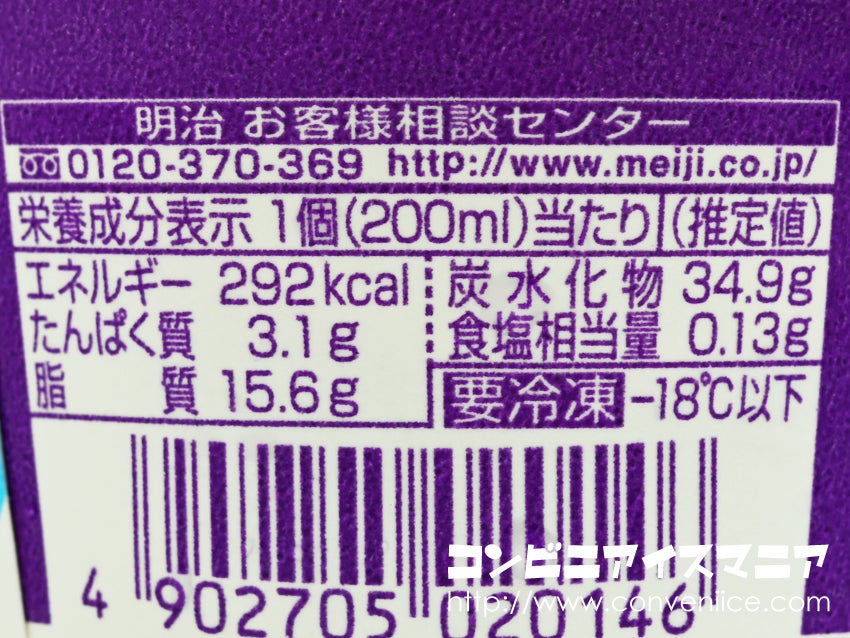 明治 お客様相談センター
0120-370-369 http://www.meiji.co.jp/
栄養成分表示 1個(200ml)当たり (推定値)
エネルギー 292kcal
たんぱく質 3.1g
脂質 15.6g
炭水化物 34.9g
食塩相当量 0.13g
要冷凍 -18℃以下
4 902705 020146
コンビニアイスマニア
http://www.conveniice.com